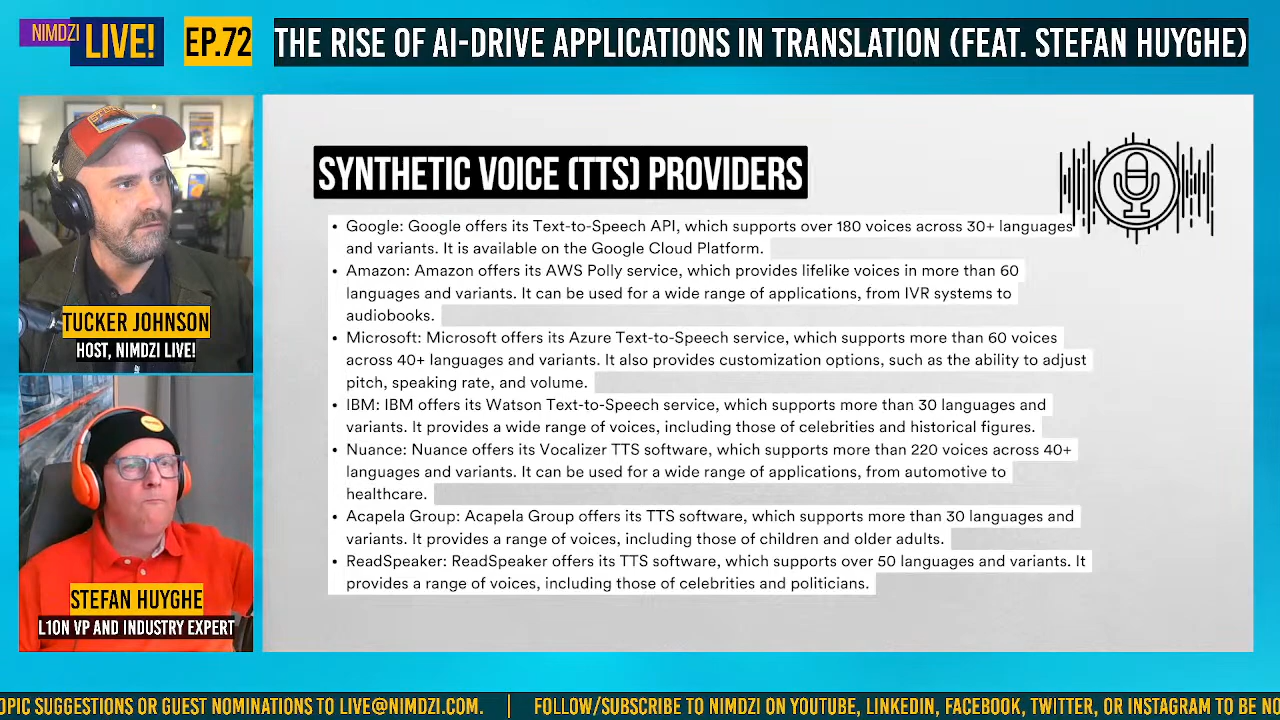 NIMDZI LIVE! EP.72 THE RISE OF AI-DRIVE APPLICATIONS IN TRANSLATION (FEAT. STEFAN HUYGHE)
TUCKER JOHNSON
HOST, NIMDZI LIVE!
STEFAN HUYGHE
L10N VP AND INDUSTRY EXPERT
SYNTHETIC VOICE (TTS) PROVIDERS
• Google: Google offers its Text-to-Speech API, which supports over 180 voices across 30+ languages
and variants. It is available on the Google Cloud Platform.
• Amazon: Amazon offers its AWS Polly service, which provides lifelike voices in more than 60
languages and variants. It can be used for a wide range of applications, from IVR systems to
audiobooks.
• Microsoft: Microsoft offers its Azure Text-to-Speech service, which supports more than 60 voices
across 40+ languages and variants. It also provides customization options, such as the ability to adjust
pitch, speaking rate, and volume.
• IBM: IBM offers its Watson Text-to-Speech service, which supports more than 30 languages and
variants. It provides a wide range of voices, including those of celebrities and historical figures.
• Nuance: Nuance offers its Vocalizer TTS software, which supports more than 220 voices across 40+
languages and variants. It can be used for a wide range of applications, from automotive to
healthcare.
• Acapela Group: Acapela Group offers its TTS software, which supports more than 30 languages and
variants. It provides a range of voices, including those of children and older adults.
• ReadSpeaker: ReadSpeaker offers its TTS software, which supports over 50 languages and variants. It
provides a range of voices, including those of celebrities and politicians.
OPIC SUGGESTIONS OR GUEST NOMINATIONS TO LIVE@NIMDZI.COM. | FOLLOW/SUBSCRIBE TO NIMDZI ON YOUTUBE, LINKEDIN, FACEBOOK, TWITTER, OR INSTAGRAM TO BE NO